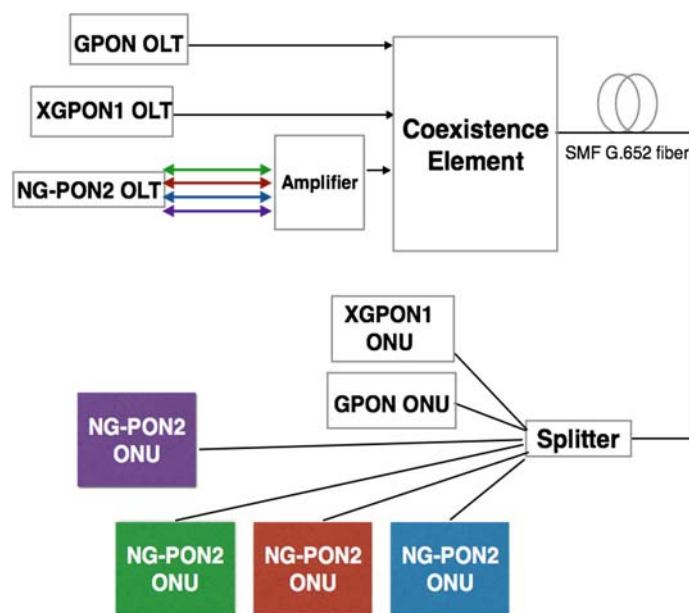 GPON OLT
XGPON1 OLT
NG-PON2 OLT
Amplifier
Coexistence
Element
SMF G.652 fiber
XGPON1
ONU
GPON ONU
NG-PON2
ONU
Splitter
NG-PON2
ONU
NG-PON2
ONU
NG-PON2
ONU